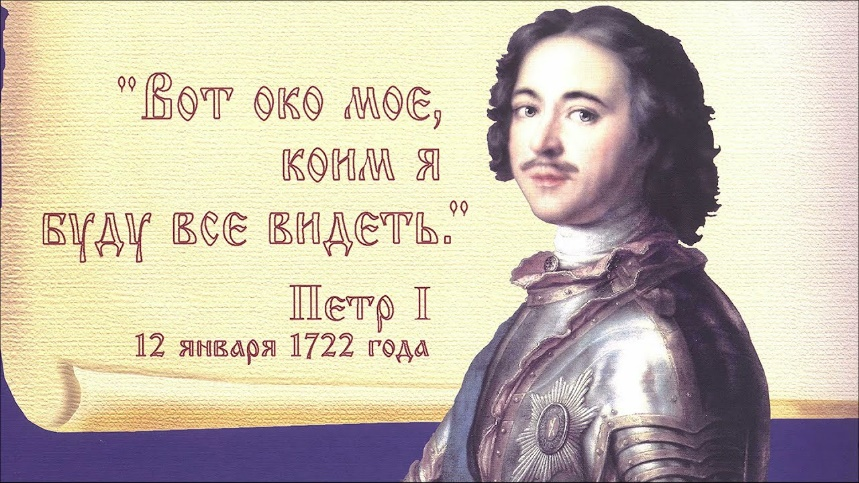 "Вот око мое,
коим я
буду все видеть."
Петр I
12 января 1722 года